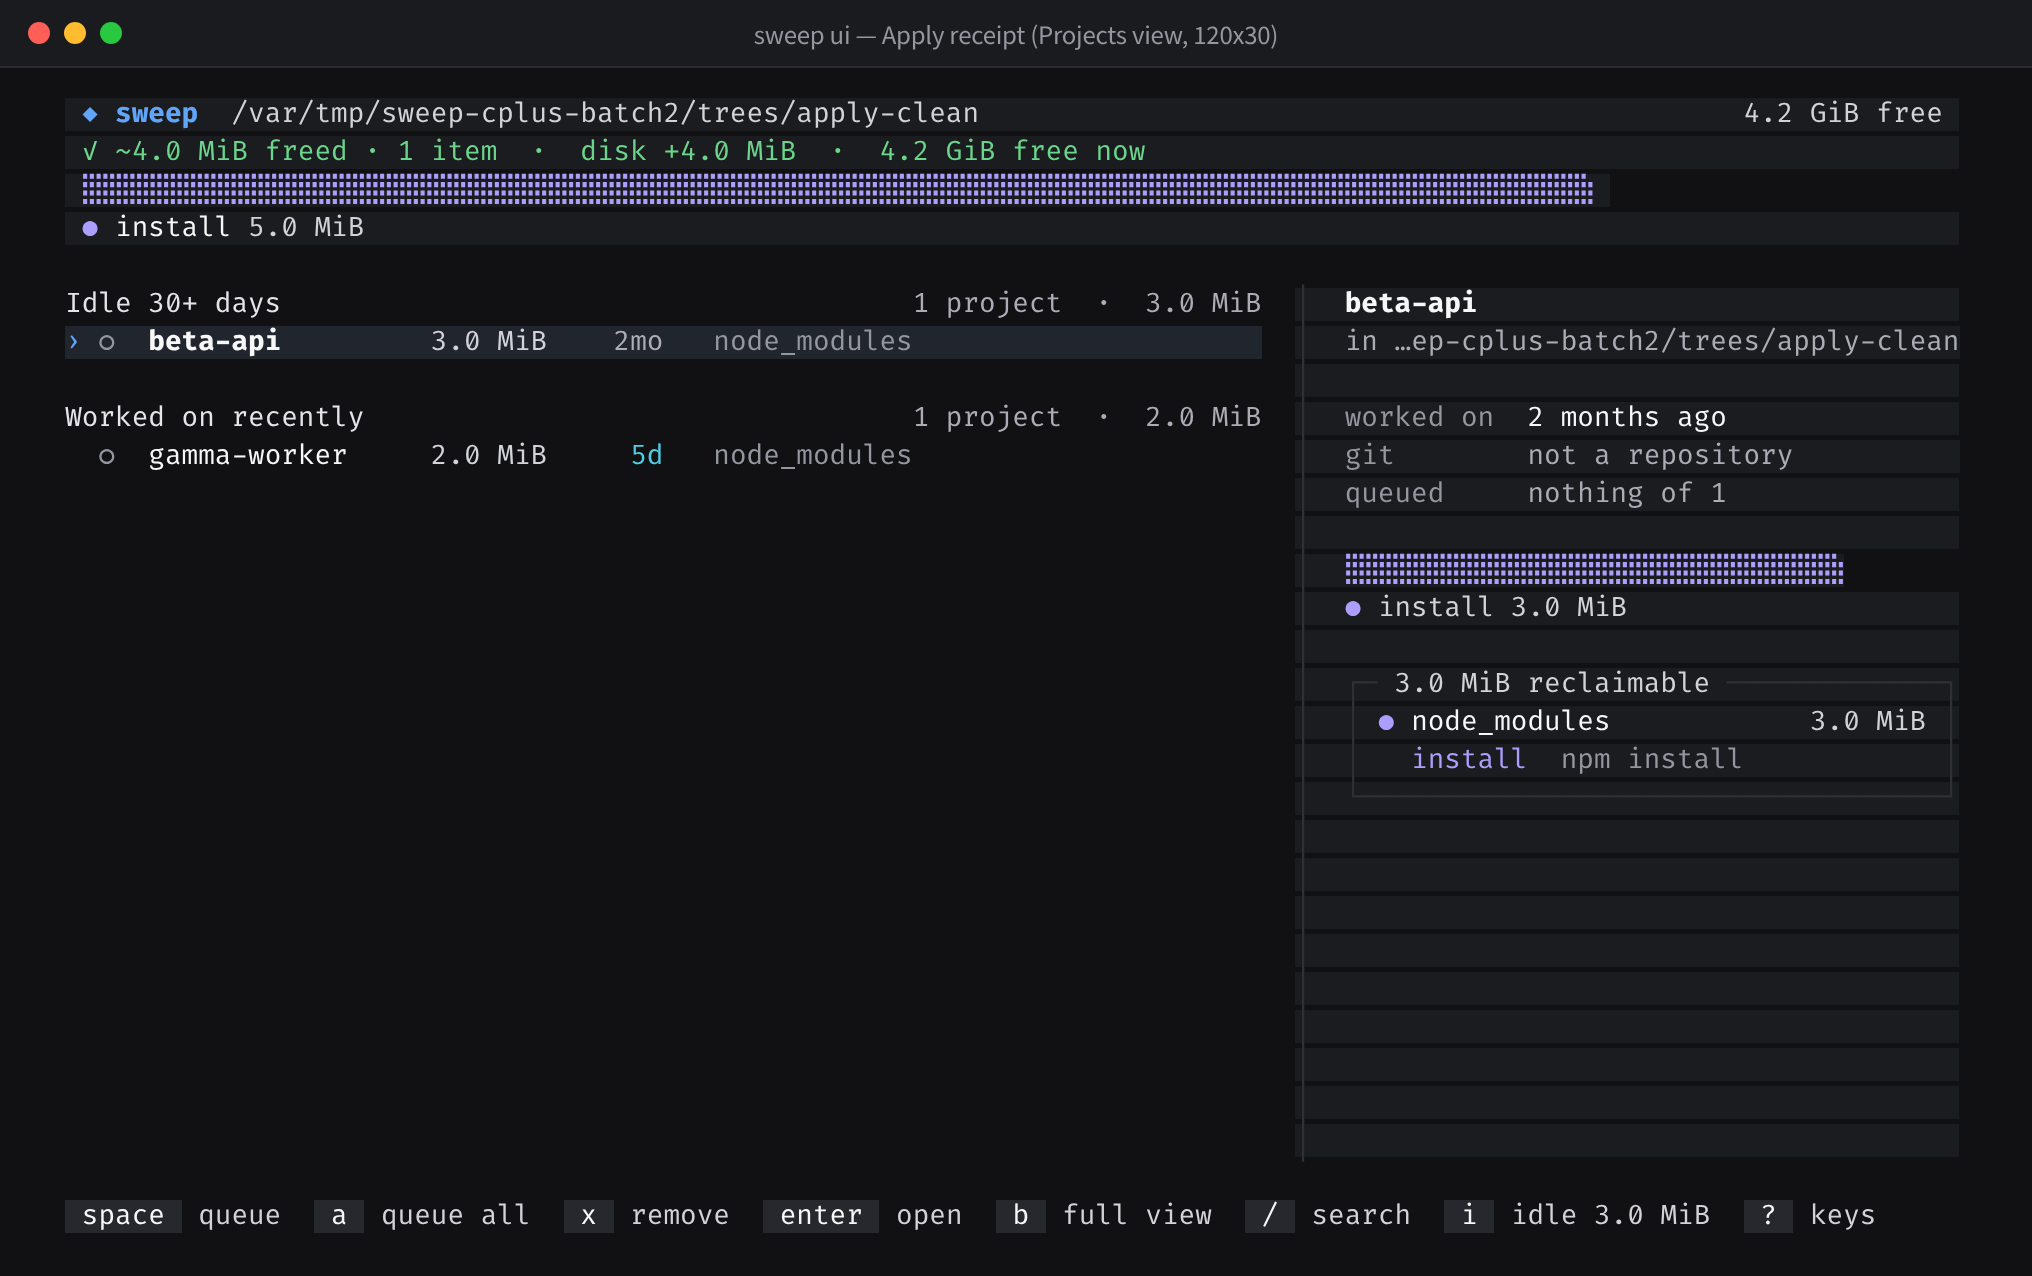 sweep ui — Apply receipt (Projects view, 120x30)
◆ sweep /var/tmp/sweep-cplus-batch2/trees/apply-clean 4.2 GiB free
√ ~4.0 MiB freed · 1 item · disk +4.0 MiB · 4.2 GiB free now
● install 5.0 MiB
Idle 30+ days 1 project · 3.0 MiB
› ○ beta-api 3.0 MiB 2mo node_modules
Worked on recently 1 project · 2.0 MiB
○ gamma-worker 2.0 MiB 5d node_modules
beta-api
in …ep-cplus-batch2/trees/apply-clean
worked on 2 months ago
git not a repository
queued nothing of 1
● install 3.0 MiB
3.0 MiB reclaimable
● node_modules 3.0 MiB
install npm install
space queue a queue all x remove enter open b full view / search i idle 3.0 MiB ? keys